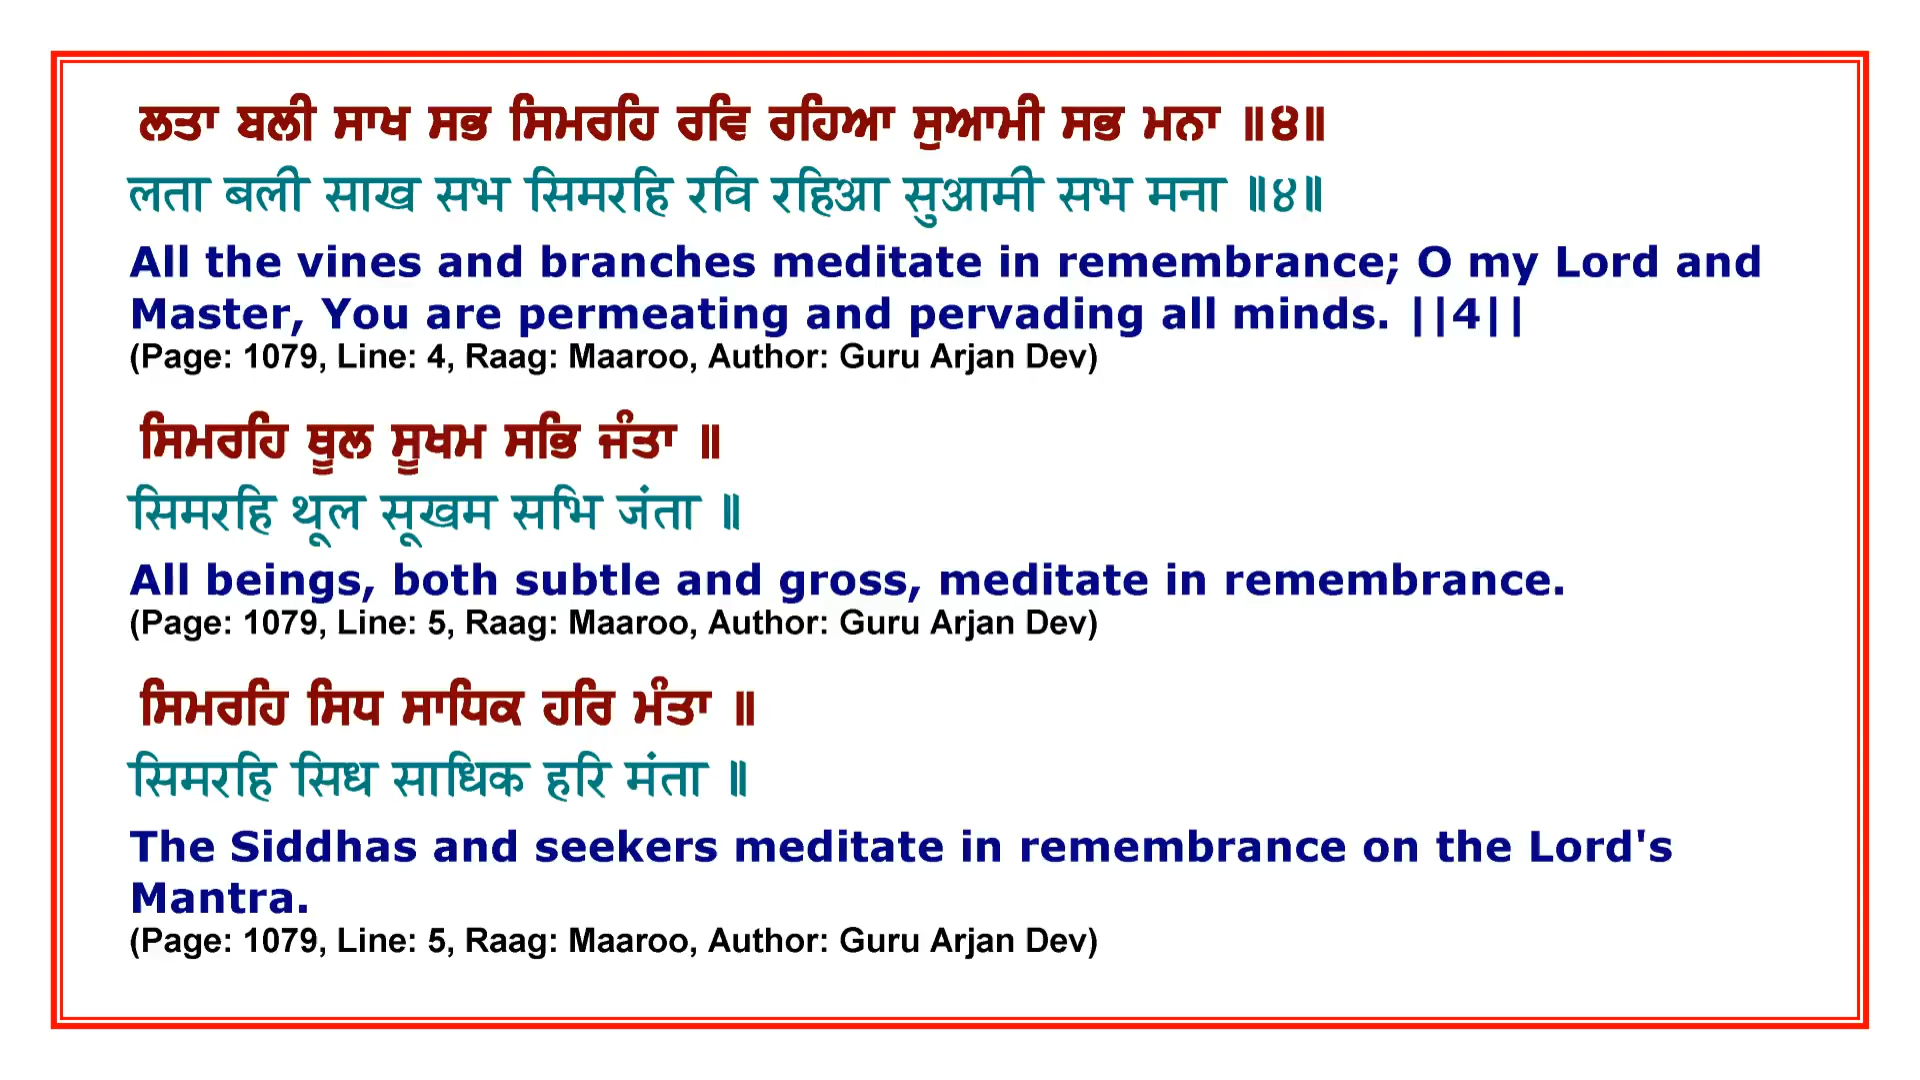 ਲਤਾ ਬਲੀ ਸਾਖ ਸਭ ਸਿਮਰਹਿ ਰਵਿ ਰਹਿਆ ਸੁਆਮੀ ਸਭ ਮਨਾ ॥੪॥
लता बली साख सभ सिमरहि रवि रहिआ सुआमी सभ मना ॥४॥
All the vines and branches meditate in remembrance; O my Lord and
Master, You are permeating and pervading all minds. ||4||
(Page: 1079, Line: 4, Raag: Maaroo, Author: Guru Arjan Dev)
ਸਿਮਰਹਿ ਥੂਲ ਸੂਖਮ ਸਭਿ ਜੰਤਾ ॥
सिमरहि थूल सूखम सभि जंता ॥
All beings, both subtle and gross, meditate in remembrance.
(Page: 1079, Line: 5, Raag: Maaroo, Author: Guru Arjan Dev)
ਸਿਮਰਹਿ ਸਿਧ ਸਾਧਿਕ ਹਰਿ ਮੰਤਾ ॥
सिमरहि सिध साधिक हरि मंता ॥
The Siddhas and seekers meditate in remembrance on the Lord's
Mantra.
(Page: 1079, Line: 5, Raag: Maaroo, Author: Guru Arjan Dev)